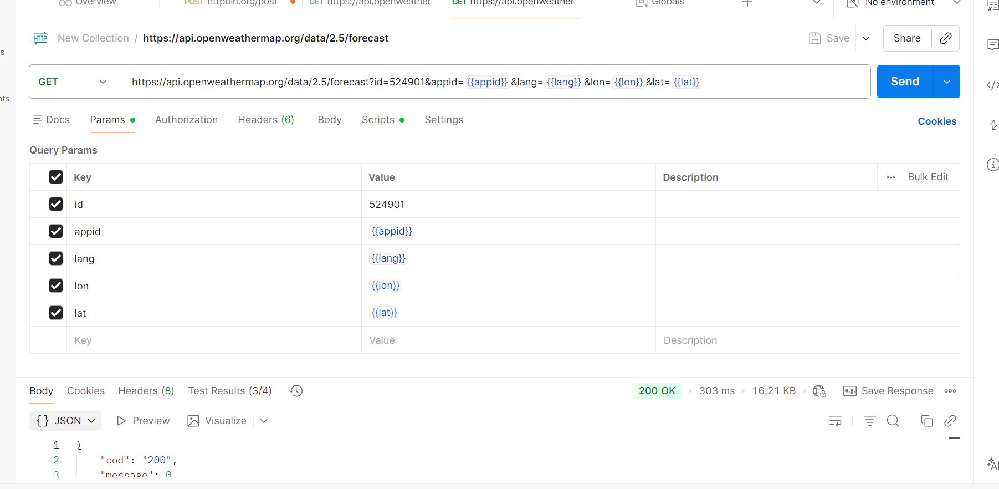 Overview POST httpbin.org/post GET https://api.openweather GET https://api.openweather Globals No environment
HTTP New Collection / https://api.openweathermap.org/data/2.5/forecast Save Share
s
GET https://api.openweathermap.org/data/2.5/forecast?id=524901&appid= {{appid}} &lang= {{lang}} &lon= {{lon}} &lat= {{lat}} Send
nts
Docs Params Authorization Headers (6) Body Scripts Settings Cookies
Query Params
Key Value Description Bulk Edit
id 524901
appid {{appid}}
lang {{lang}}
lon {{lon}}
lat {{lat}}
Key Value Description
Body Cookies Headers (8) Test Results (3/4) 200 OK 303 ms 16.21 KB e.g. Save Response
{} JSON Preview Visualize
1 {
2 "cod": "200",
3 "message": 0